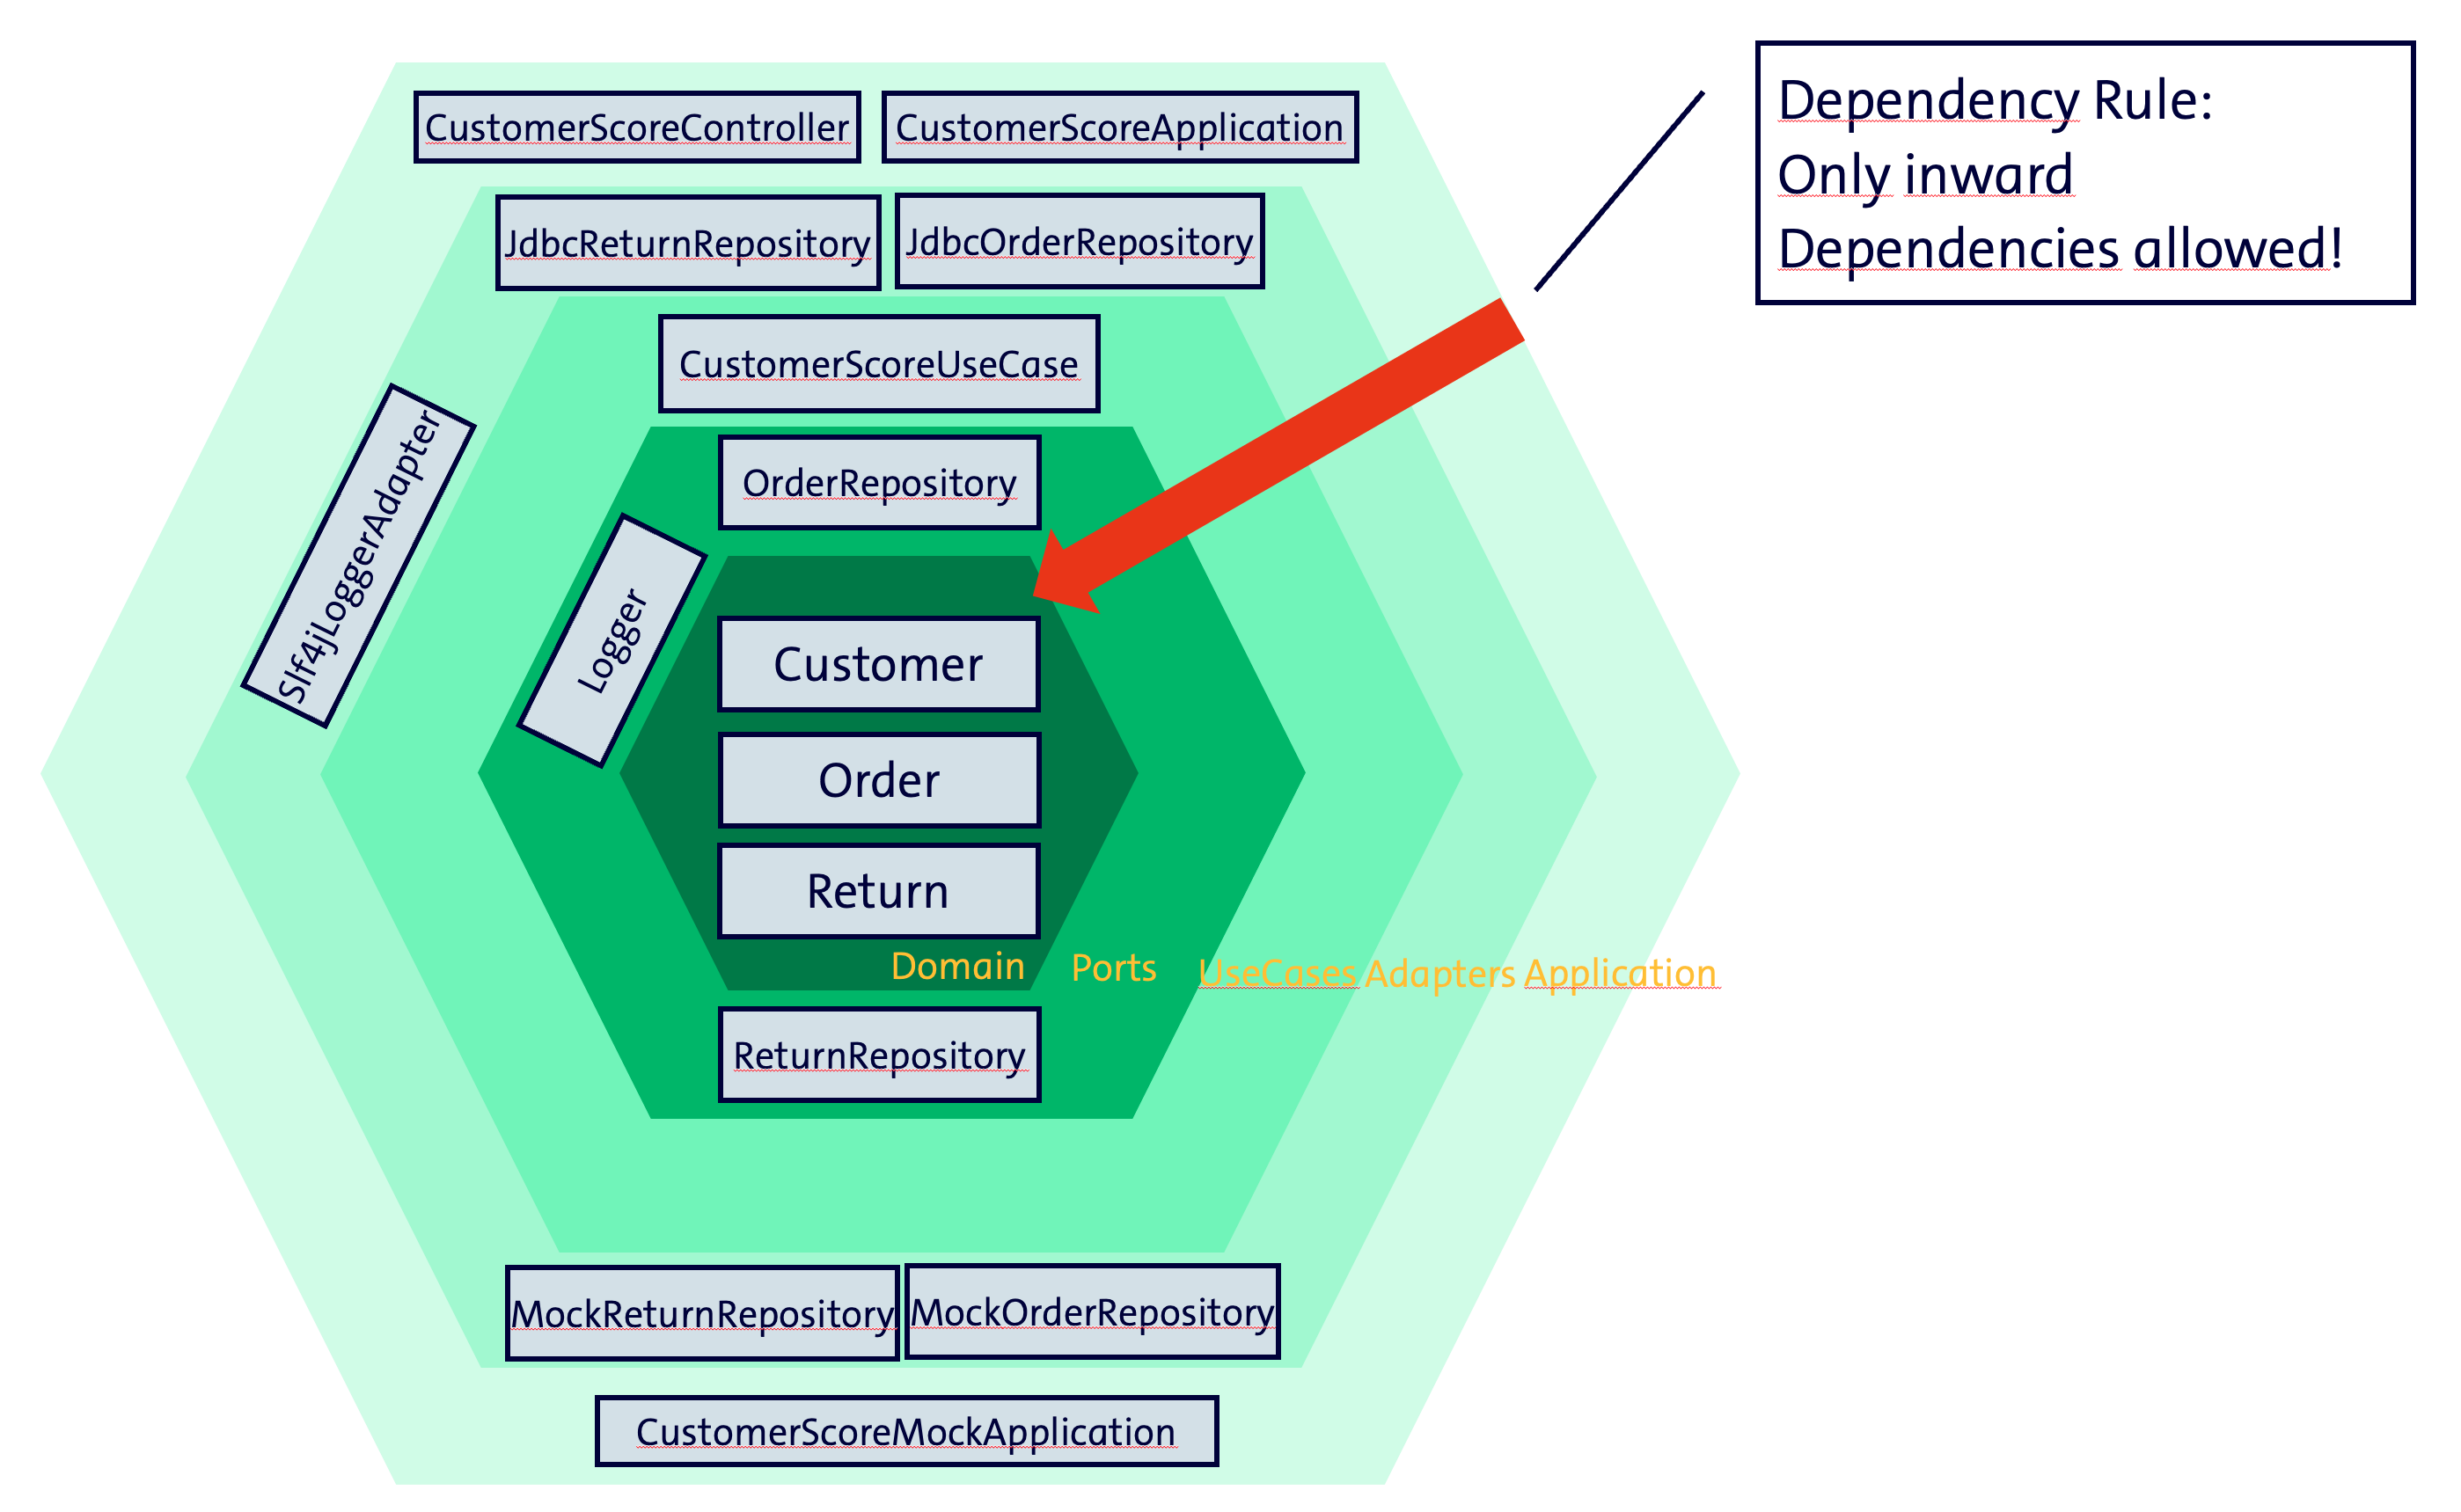 CustomerScoreController
CustomerScoreApplication
Dependency Rule:
Only inward
Dependencies allowed!
JdbcReturnRepository
JdbcOrderRepository
CustomerScoreUseCase
Slf4jLoggerAdapter
OrderRepository
Logger
Customer
Order
Return
Domain Ports UseCases Adapters Application
ReturnRepository
MockReturnRepository
MockOrderRepository
CustomerScoreMockApplication